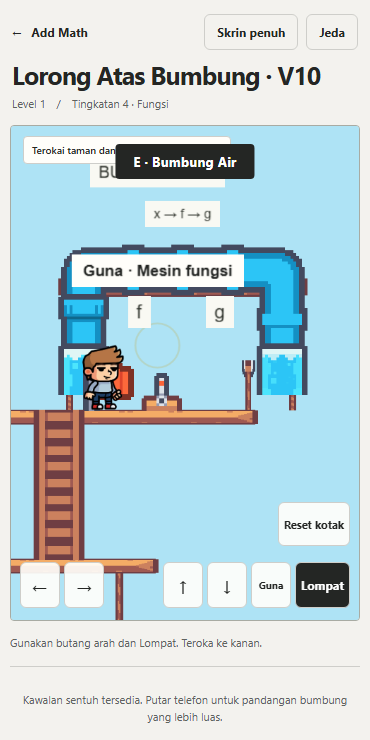 ← Add Math
Skrin penuh
Jeda
Lorong Atas Bumbung · V10
Level 1 / Tingkatan 4 · Fungsi
Terokai taman dan
E · Bumbung Air
x → f → g
Guna · Mesin fungsi
f
g
Reset kotak
← → ↑ ↓ Guna Lompat
Gunakan butang arah dan Lompat. Teroka ke kanan.
Kawalan sentuh tersedia. Putar telefon untuk pandangan bumbung
yang lebih luas.